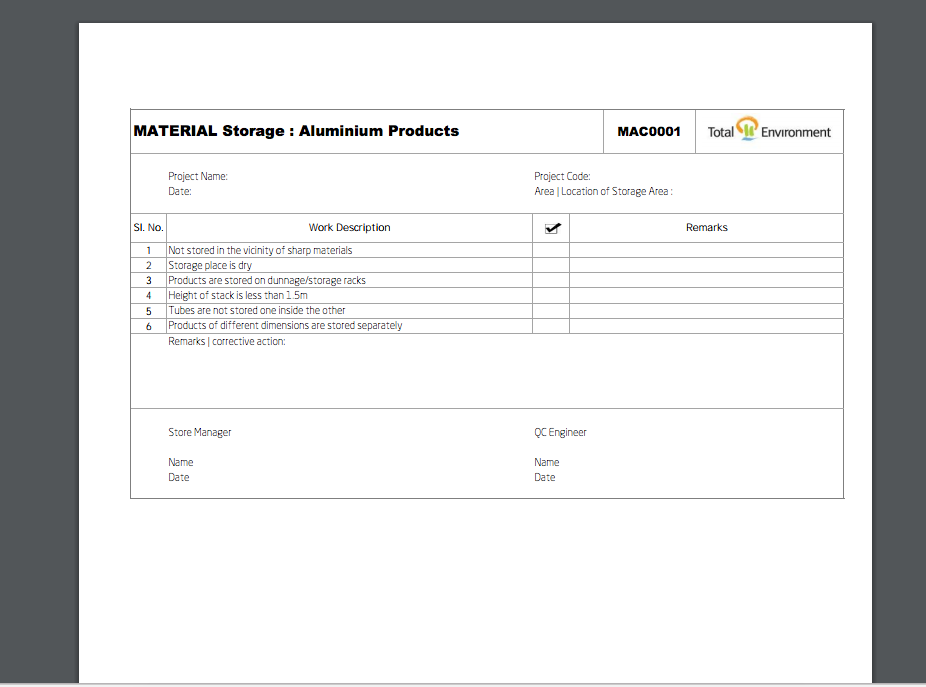 MATERIAL Storage : Aluminium Products MAC0001 Total Environment
Project Name: Project Code:
Date: Area | Location of Storage Area :
Sl. No. Work Description Remarks
1 Not stored in the vicinity of sharp materials
2 Storage place is dry
3 Products are stored on dunnage/storage racks
4 Height of stack is less than 1.5m
5 Tubes are not stored one inside the other
6 Products of different dimensions are stored separately
Remarks | corrective action:
Store Manager QC Engineer
Name Name
Date Date